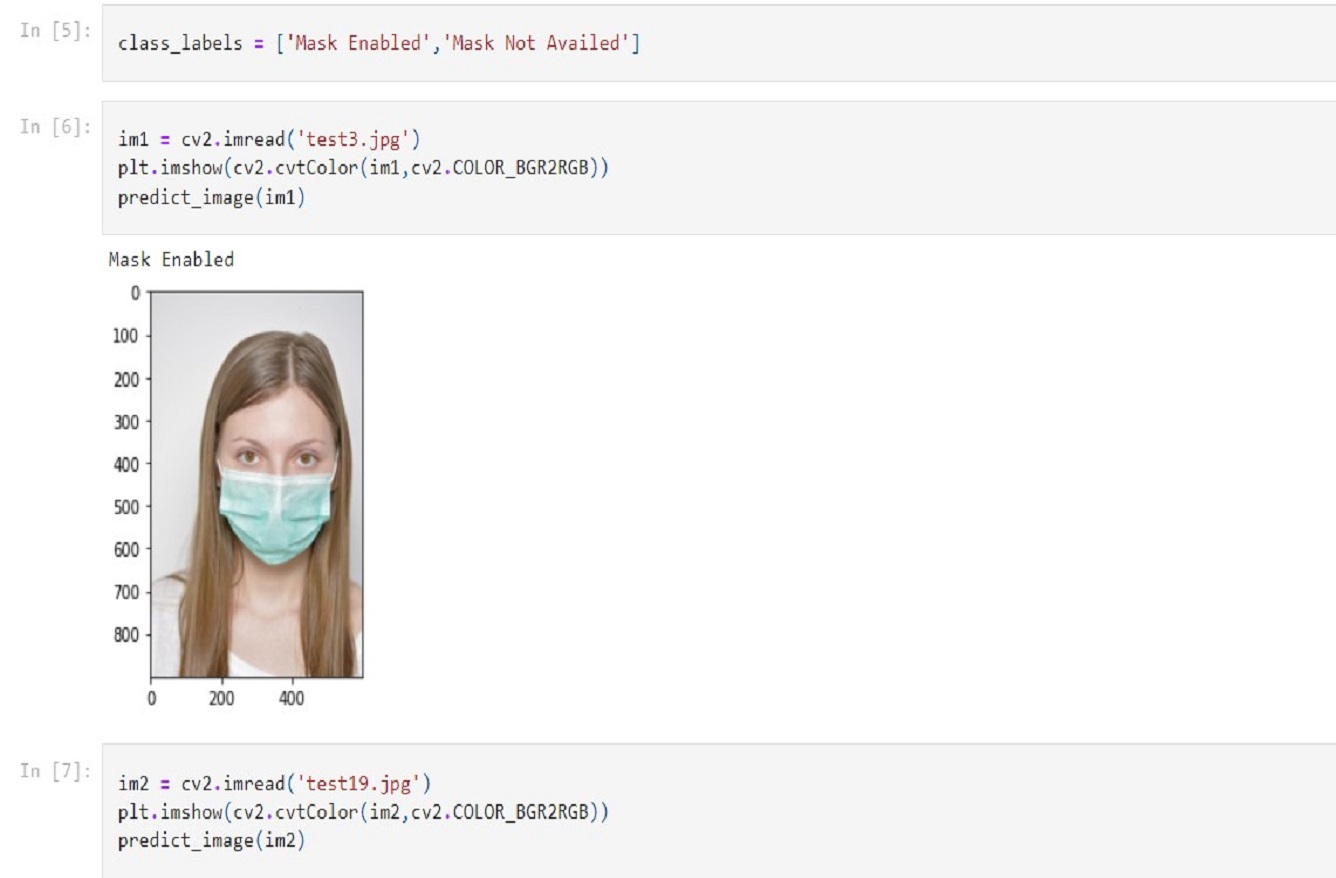 In [5]:
class_labels = ['Mask Enabled','Mask Not Availed']
In [6]:
im1 = cv2.imread('test3.jpg')
plt.imshow(cv2.cvtColor(im1,cv2.COLOR_BGR2RGB))
predict_image(im1)
Mask Enabled
0
100
200
300
400
500
600
700
800
0 200 400
In [7]:
im2 = cv2.imread('test19.jpg')
plt.imshow(cv2.cvtColor(im2,cv2.COLOR_BGR2RGB))
predict_image(im2)